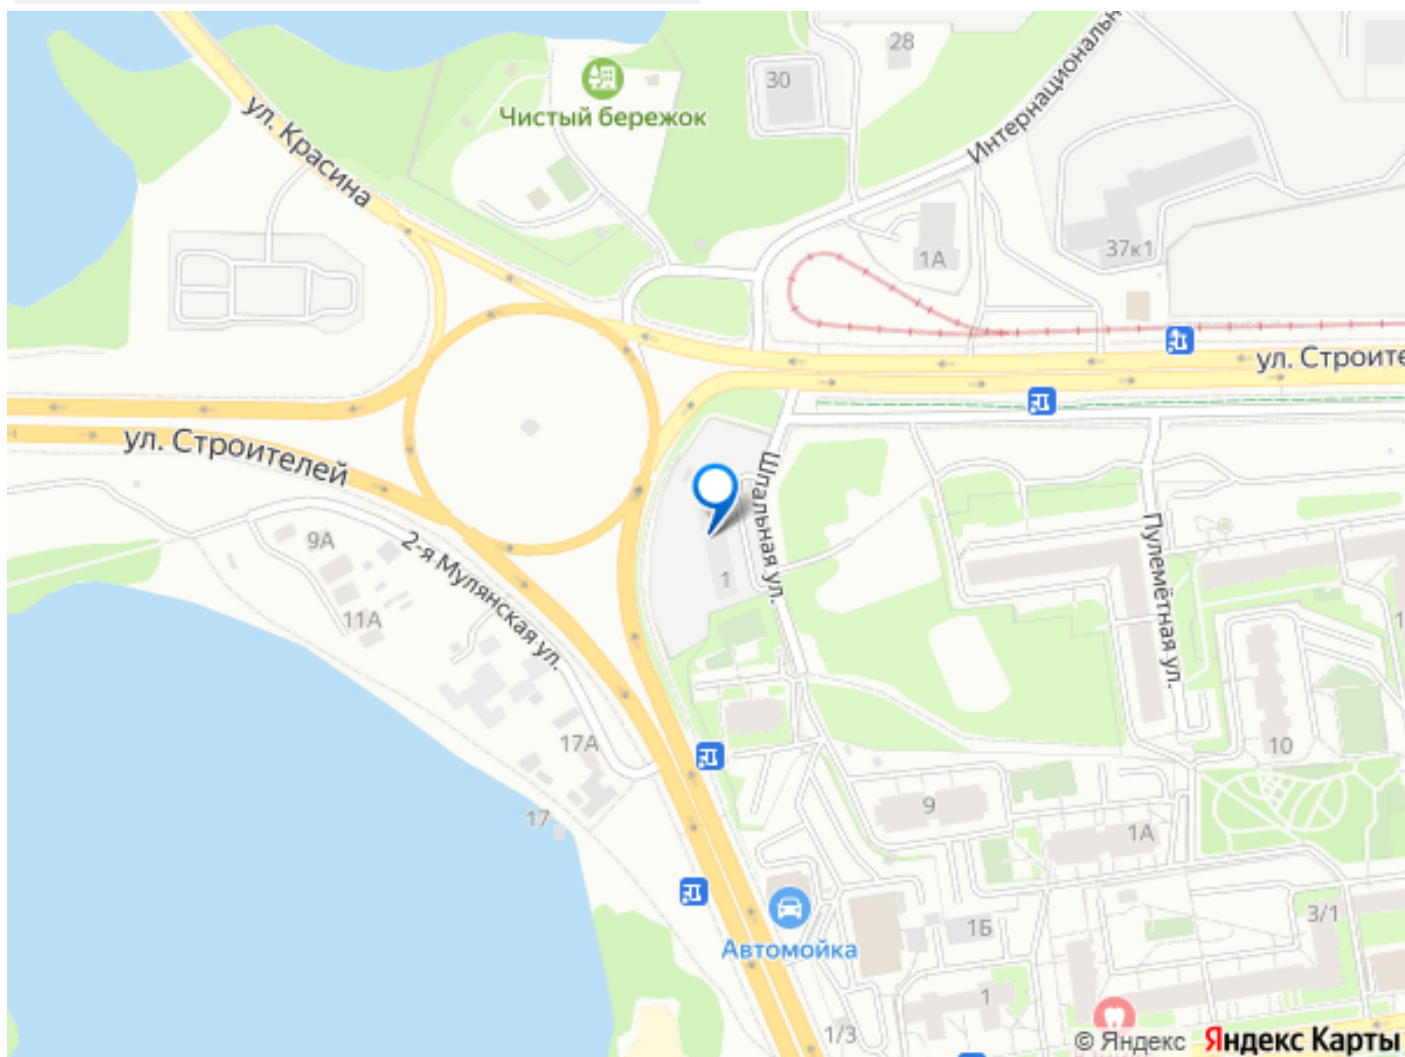 28
30
Чистый бережок
ул. Красина
Интернациональн
1А
37к1
ул. Строите
ул. Строителей
Шпальная ул.
Пулемётная ул.
9А
2-я Мулянская ул.
1
11А
17А
10
17
9
1А
3/1
1Б
Автомойка
1
1/3
© Яндекс Яндекс Карты